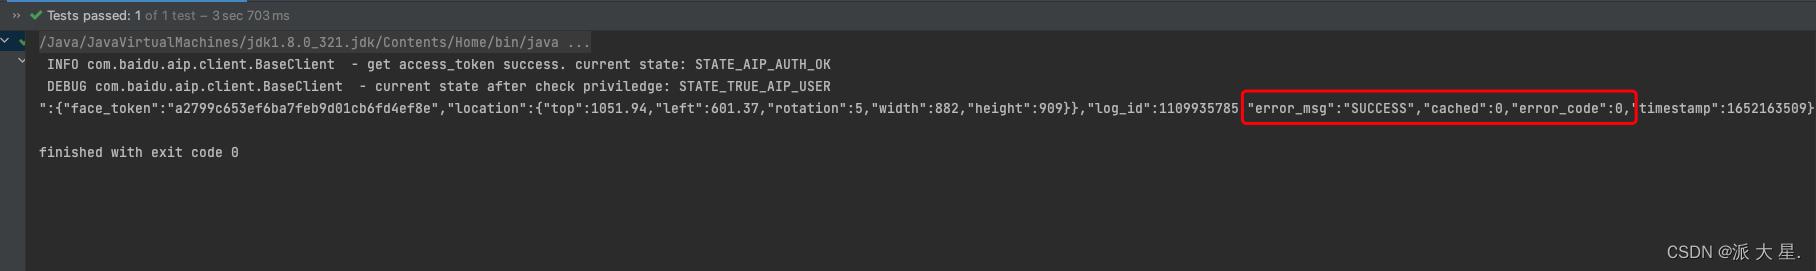 Tests passed: 1 of 1 test – 3 sec 703 ms
/Java/JavaVirtualMachines/jdk1.8.0_321.jdk/Contents/Home/bin/java ...
INFO com.baidu.aip.client.BaseClient  - get access_token success. current state: STATE_AIP_AUTH_OK
DEBUG com.baidu.aip.client.BaseClient  - current state after check priviledge: STATE_TRUE_AIP_USER
":{"face_token":"a2799c653ef6ba7feb9d01cb6fd4ef8e","location":{"top":1051.94,"left":601.37,"rotation":5,"width":882,"height":909}},"log_id":1109935785,"error_msg":"SUCCESS","cached":0,"error_code":0,"timestamp":1652163509}
finished with exit code 0
CSDN @派 大 星.